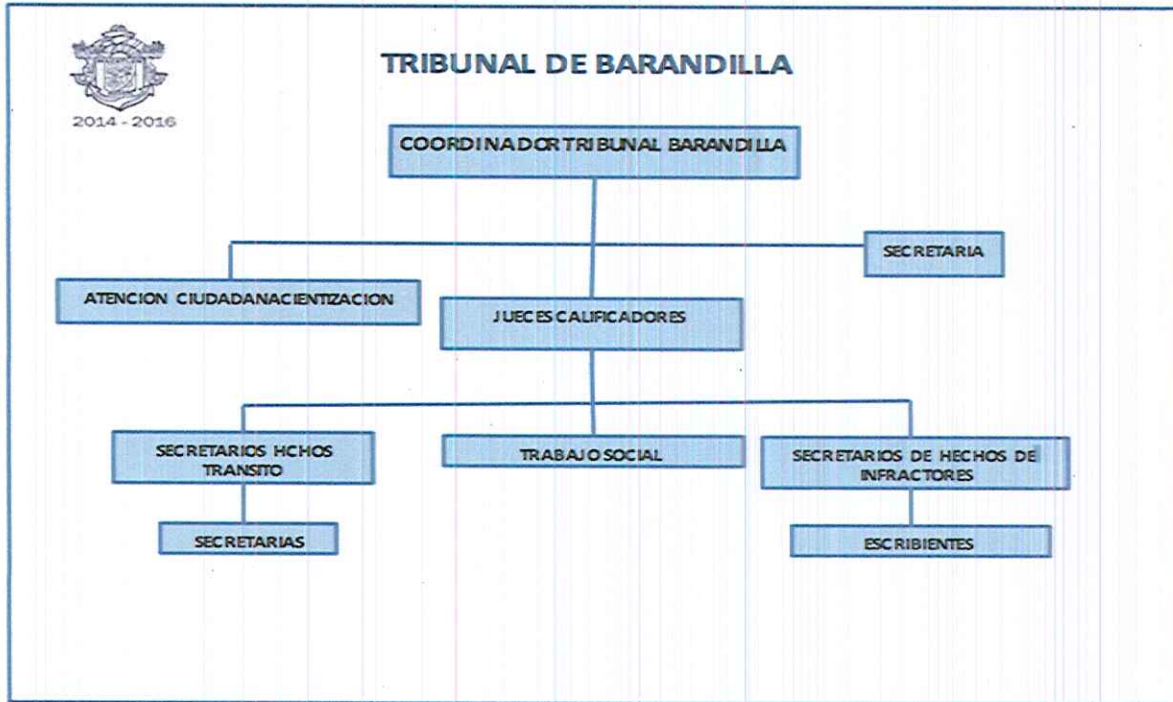 TRIBUNAL DE BARANDILLA
2014 - 2016
COORDINADOR TRIBUNAL BARANDILLA
SECRETARIA
ATENCION CIUDADANACIENTIZACION
JUECES CALIFICADORES
SECRETARIOS HCHOS
TRANSITO
TRABAJO SOCIAL
SECRETARIOS DE HECHOS DE
INFRACTORES
SECRETARIAS
ESCRIBIENTES